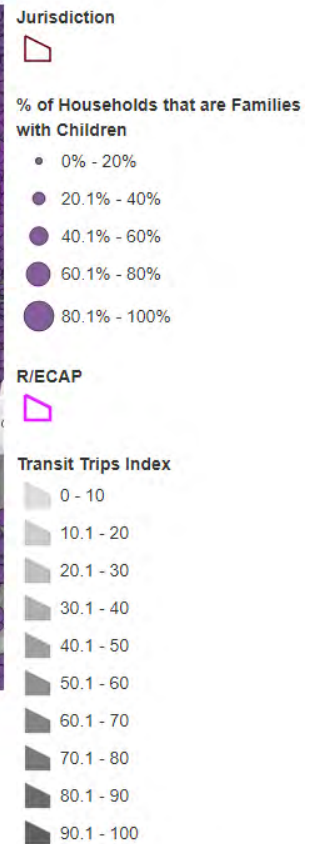 Jurisdiction
% of Households that are Families
with Children
0% - 20%
20.1% - 40%
40.1% - 60%
60.1% - 80%
80.1% - 100%
R/ECAP
Transit Trips Index
0 - 10
10.1 - 20
20.1 - 30
30.1 - 40
40.1 - 50
50.1 - 60
60.1 - 70
70.1 - 80
80.1 - 90
90.1 - 100